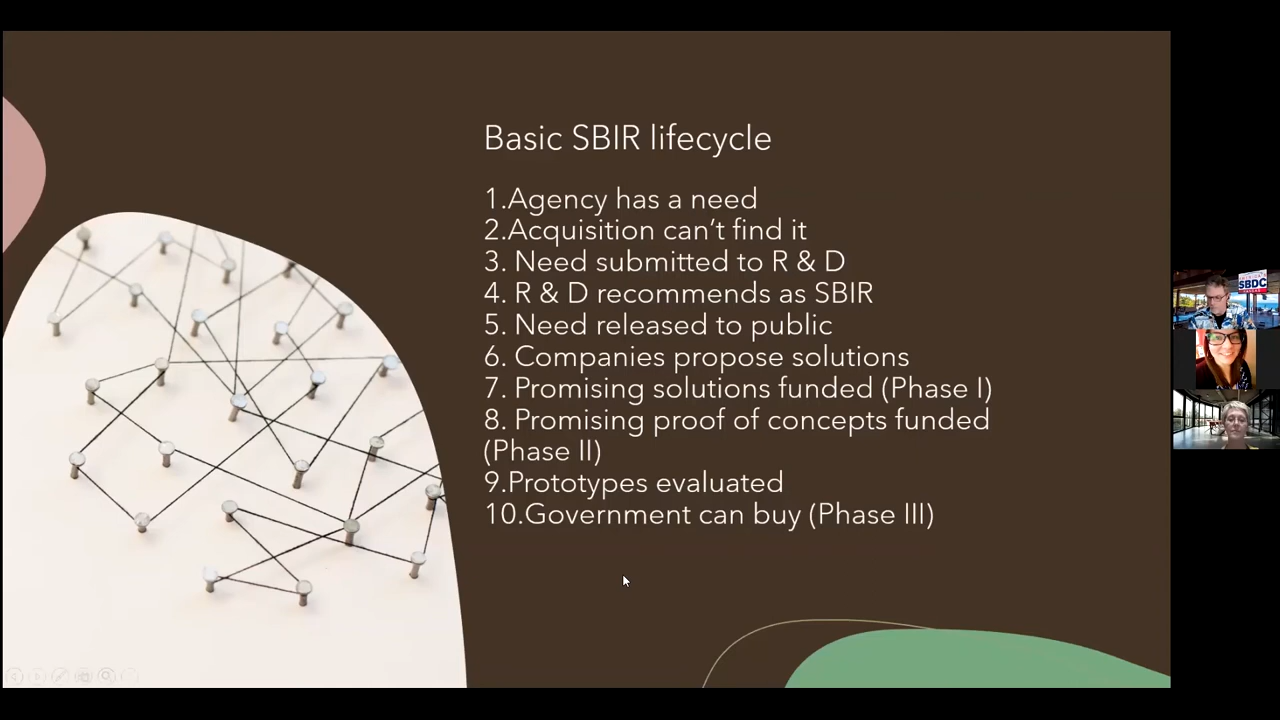 Basic SBIR lifecycle
1.Agency has a need
2.Acquisition can’t find it
3. Need submitted to R & D
4. R & D recommends as SBIR
5. Need released to public
6. Companies propose solutions
7. Promising solutions funded (Phase I)
8. Promising proof of concepts funded
(Phase II)
9.Prototypes evaluated
10.Government can buy (Phase III)
SBDC